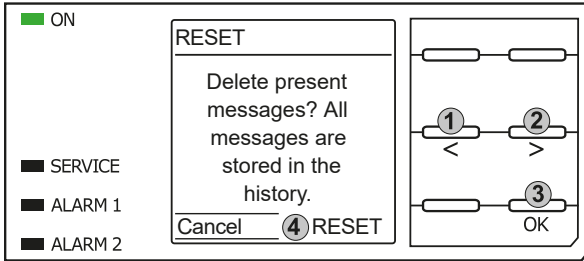 ON
RESET
Delete present
messages? All
messages are
stored in the
history.
Cancel 4 RESET
SERVICE
ALARM 1
ALARM 2
1 2
< >
3
OK